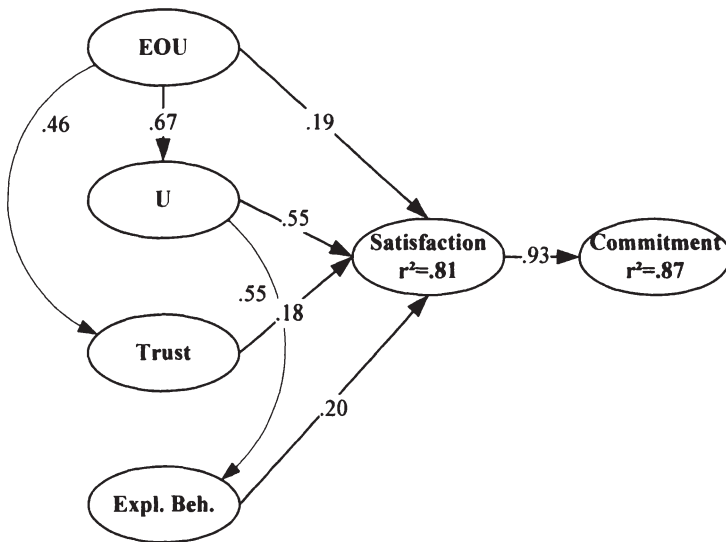 EOU
.46
.67
.19
U
.55
Satisfaction
r²=.81
.93
Commitment
r²=.87
.55
.18
Trust
.20
Expl. Beh.